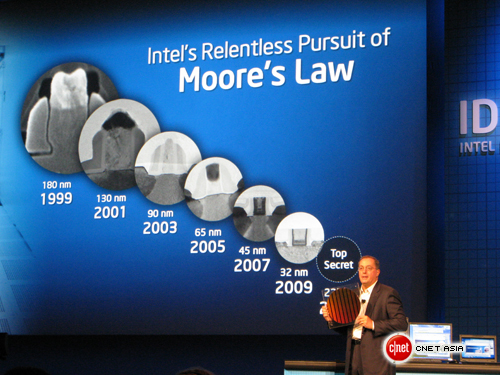 Intel's Relentless Pursuit of
Moore's Law
180 nm
1999
130 nm
2001
90 nm
2003
65 nm
2005
45 nm
2007
32 nm
2009
Top
Secret
ID
INTEL
c|net
CNET ASIA